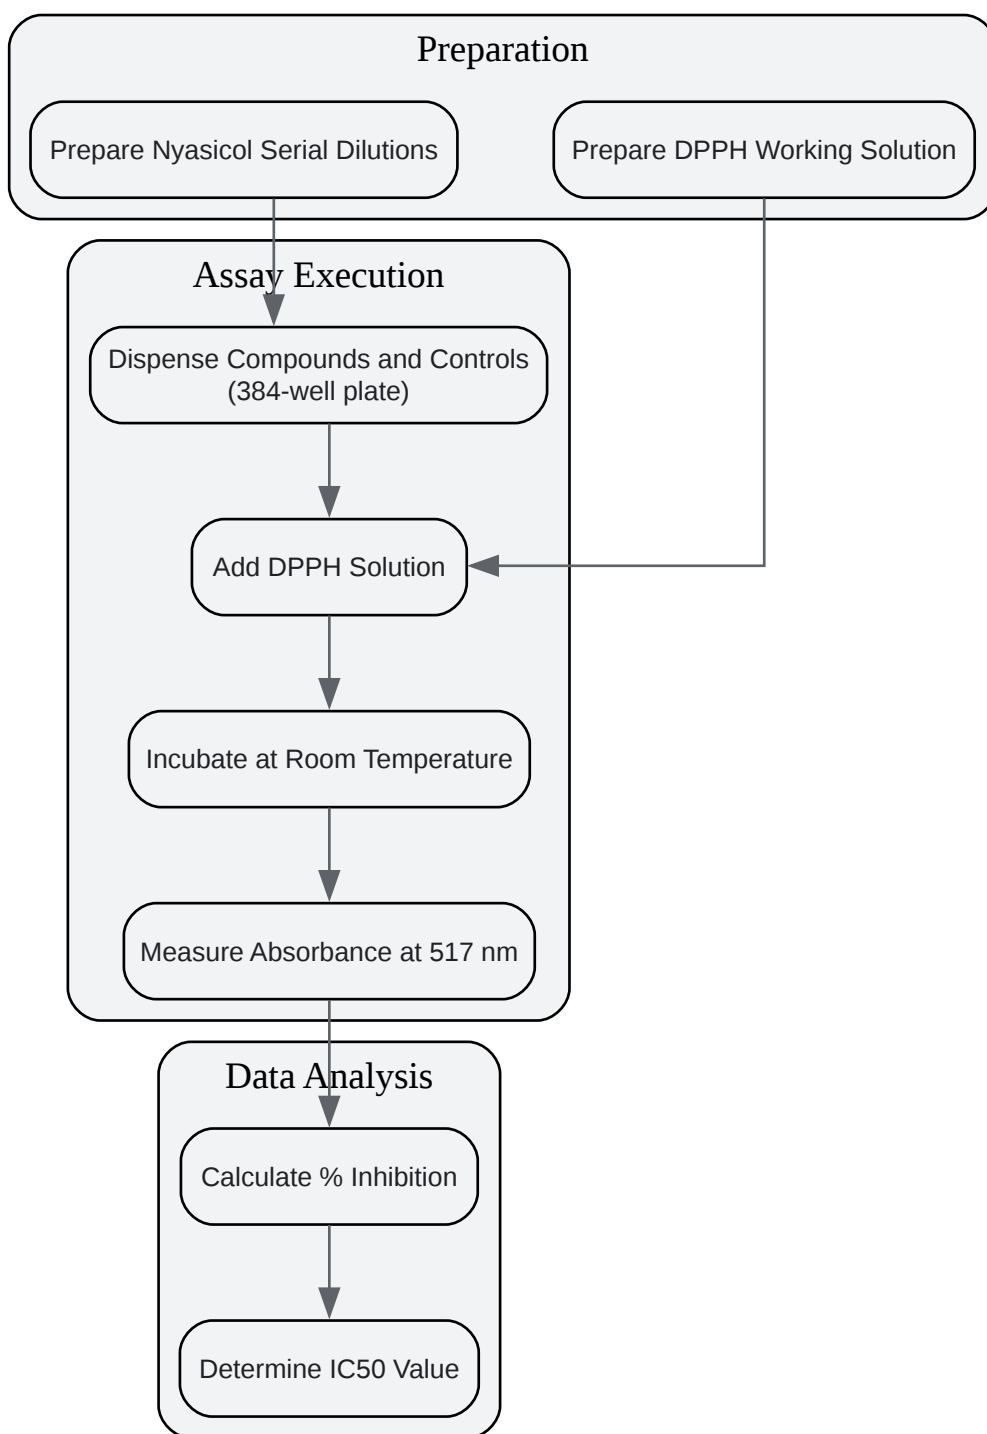 Preparation
Prepare Nyasicol Serial Dilutions
Prepare DPPH Working Solution
Assay Execution
Dispense Compounds and Controls
(384-well plate)
Add DPPH Solution
Incubate at Room Temperature
Measure Absorbance at 517 nm
Data Analysis
Calculate % Inhibition
Determine IC50 Value